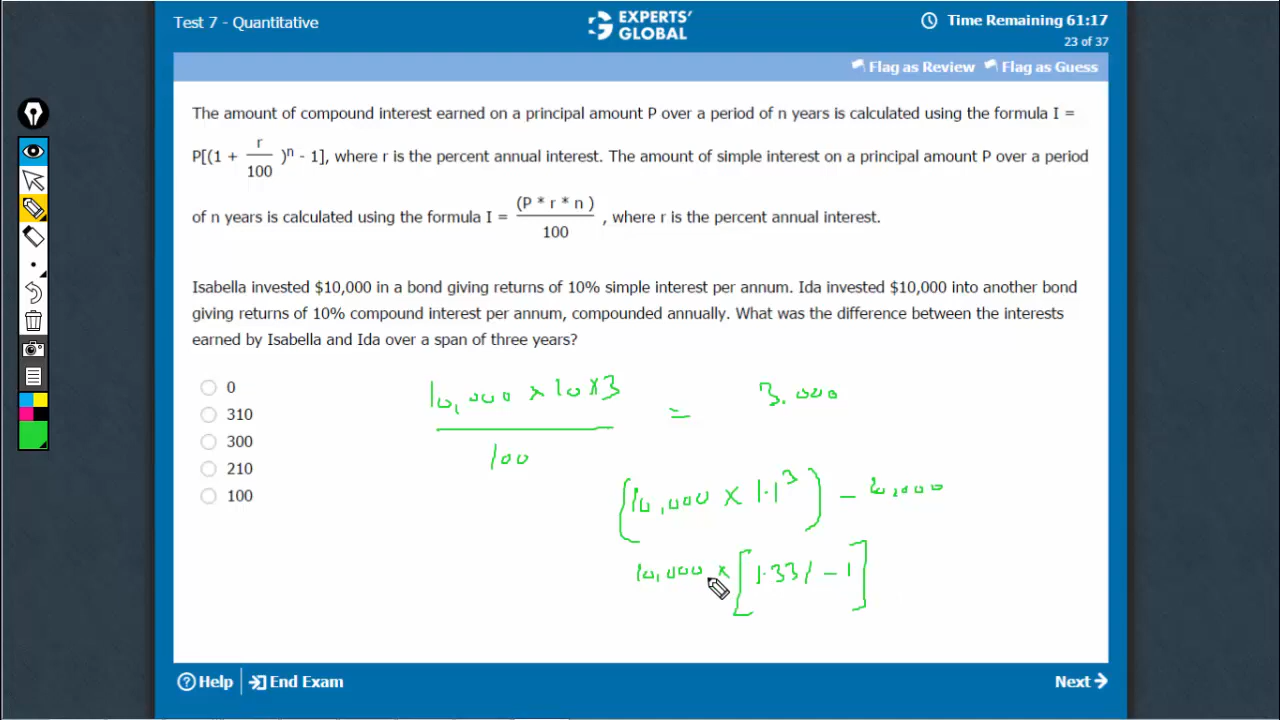 Test 7 - Quantitative
EXPERTS'
GLOBAL
Time Remaining 61:17
23 of 37
Flag as Review
Flag as Guess
The amount of compound interest earned on a principal amount P over a period of n years is calculated using the formula I =
P[(1 + r/100)^n - 1], where r is the percent annual interest. The amount of simple interest on a principal amount P over a period
of n years is calculated using the formula I = (P * r * n )/100 , where r is the percent annual interest.
Isabella invested $10,000 in a bond giving returns of 10% simple interest per annum. Ida invested $10,000 into another bond
giving returns of 10% compound interest per annum, compounded annually. What was the difference between the interests
earned by Isabella and Ida over a span of three years?
0
310
300
210
100
10,000 × 10 × 3
100
= 3.000
(10,000 × 1.1^3) - 10,000
10,000 × [1.331 - 1]
Help
End Exam
Next